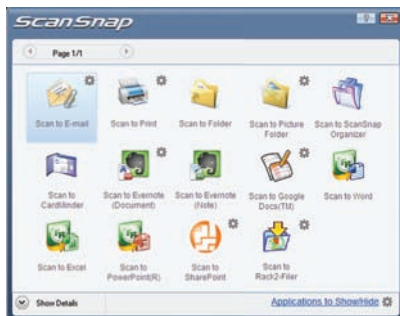 ScanSnap
Page 1/1
Scan to E-mail
Scan to Print
Scan to Folder
Scan to Picture
Folder
Scan to ScanSnap
Organizer
Scan to
CardMinder
Scan to Evernote
(Document)
Scan to Evernote
(Note)
Scan to Google
Docs(TM)
Scan to Word
Scan to Excel
Scan to
PowerPoint(R)
Scan to
SharePoint
Scan to
Rack2-Filer
Show Details
Applications to Show/Hide